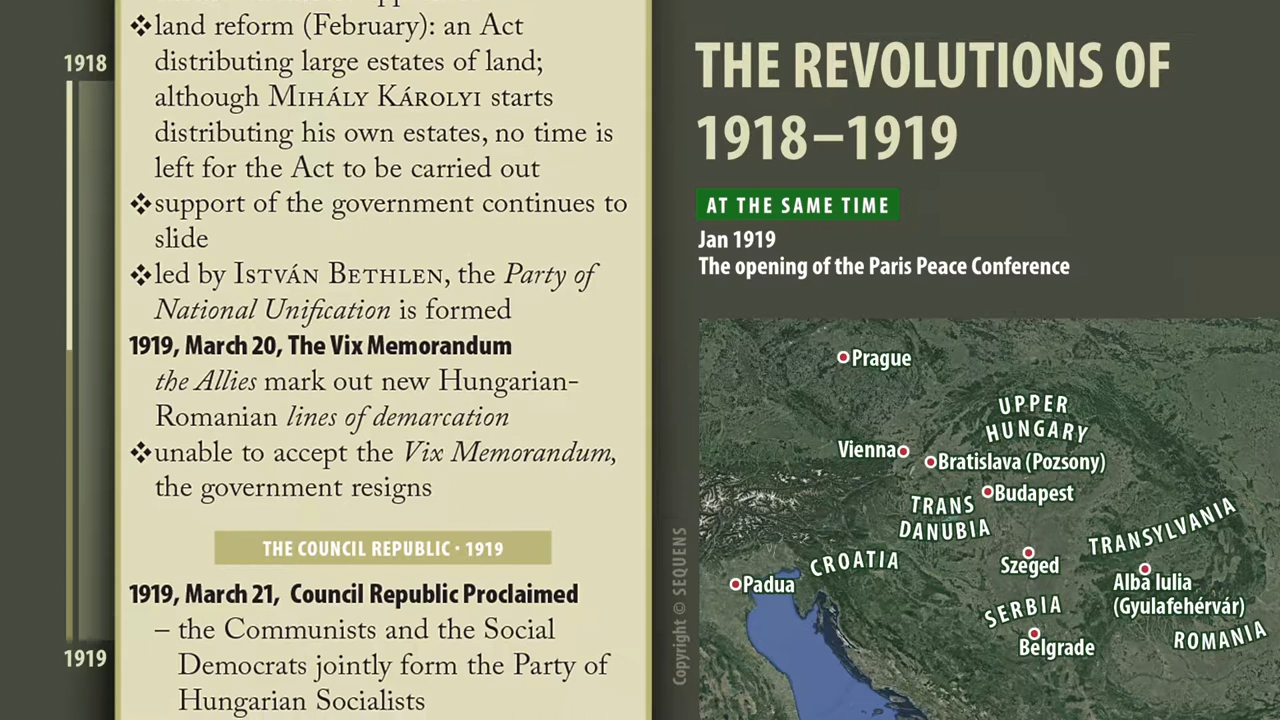 1918
❖land reform (February): an Act
distributing large estates of land;
although MIHÁLY KÁROLYI starts
distributing his own estates, no time is
left for the Act to be carried out
❖support of the government continues to
slide
❖led by ISTVÁN BETHLEN, the Party of
National Unification is formed
1919, March 20, The Vix Memorandum
the Allies mark out new Hungarian-
Romanian lines of demarcation
❖unable to accept the Vix Memorandum,
the government resigns
THE COUNCIL REPUBLIC · 1919
1919, March 21, Council Republic Proclaimed
– the Communists and the Social
Democrats jointly form the Party of
Hungarian Socialists
1919
THE REVOLUTIONS OF
1918–1919
AT THE SAME TIME
Jan 1919
The opening of the Paris Peace Conference
Prague
UPPER
HUNGARY
Vienna
Bratislava (Pozsony)
Budapest
TRANS
DANUBIA
TRANSYLVANIA
CROATIA
Szeged
Alba Iulia
(Gyulafehérvár)
Padua
SERBIA
ROMANIA
Belgrade
Copyright © SEQUENS